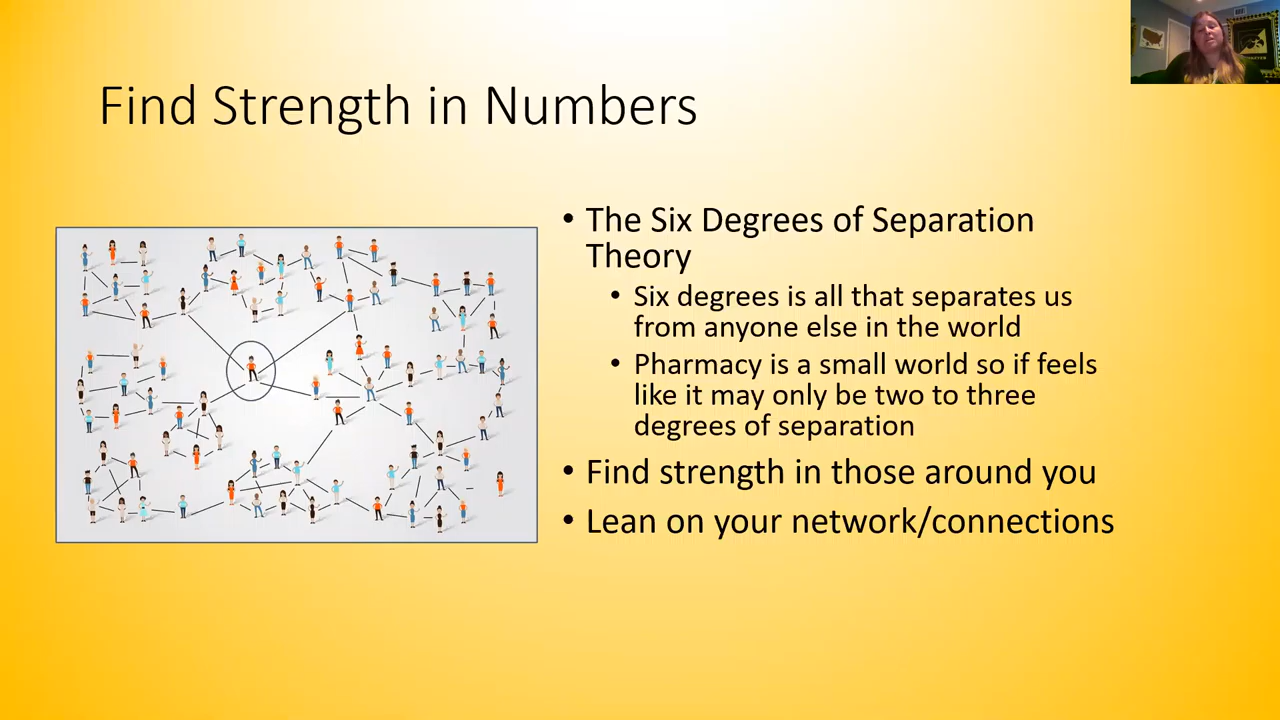 Find Strength in Numbers
• The Six Degrees of Separation
Theory
• Six degrees is all that separates us
from anyone else in the world
• Pharmacy is a small world so if feels
like it may only be two to three
degrees of separation
• Find strength in those around you
• Lean on your network/connections